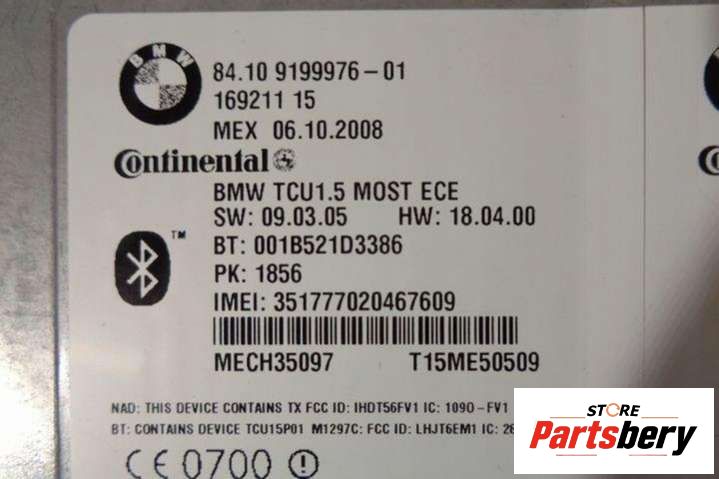 BMW
84.10 9199976-01
169211 15
MEX 06.10.2008
Continental
BMW TCU1.5 MOST ECE
SW: 09.03.05 HW: 18.04.00
TM
BT: 001B521D3386
PK: 1856
IMEI: 351777020467609
MECH35097 T15ME50509
NAD: THIS DEVICE CONTAINS TX FCC ID: IHDT56FV1 IC: 1090-FV1
BT: CONTAINS DEVICE TCU15P01 M1297C: FCC ID: LHJT6EM1 IC:
CE 0700
STORE
Partsbery